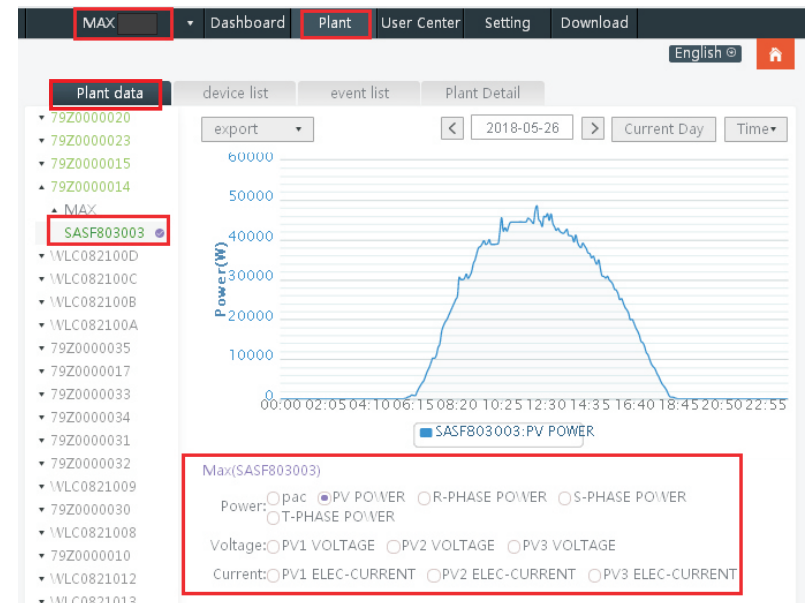 MAX Dashboard Plant User Center Setting Download
English
Plant data device list event list Plant Detail
79Z0000020
79Z0000023
79Z0000015
79Z0000014
MAX
SASF803003
WLC082100D
WLC082100C
WLC082100B
WLC082100A
79Z0000035
79Z0000017
79Z0000033
79Z0000034
79Z0000031
79Z0000032
WLC0821009
79Z0000030
WLC0821008
79Z0000010
WLC0821012
WLC0821013
export < 2018-05-26 > Current Day Time
Power(W)
60000
50000
40000
30000
20000
10000
0
00:00 02:05 04:10 06:15 08:20 10:25 12:30 14:35 16:40 18:45 20:50 22:55
SASF803003:PV POWER
Max(SASF803003)
Power: pac PV POWER R-PHASE POWER S-PHASE POWER
T-PHASE POWER
Voltage: PV1 VOLTAGE PV2 VOLTAGE PV3 VOLTAGE
Current: PV1 ELEC-CURRENT PV2 ELEC-CURRENT PV3 ELEC-CURRENT